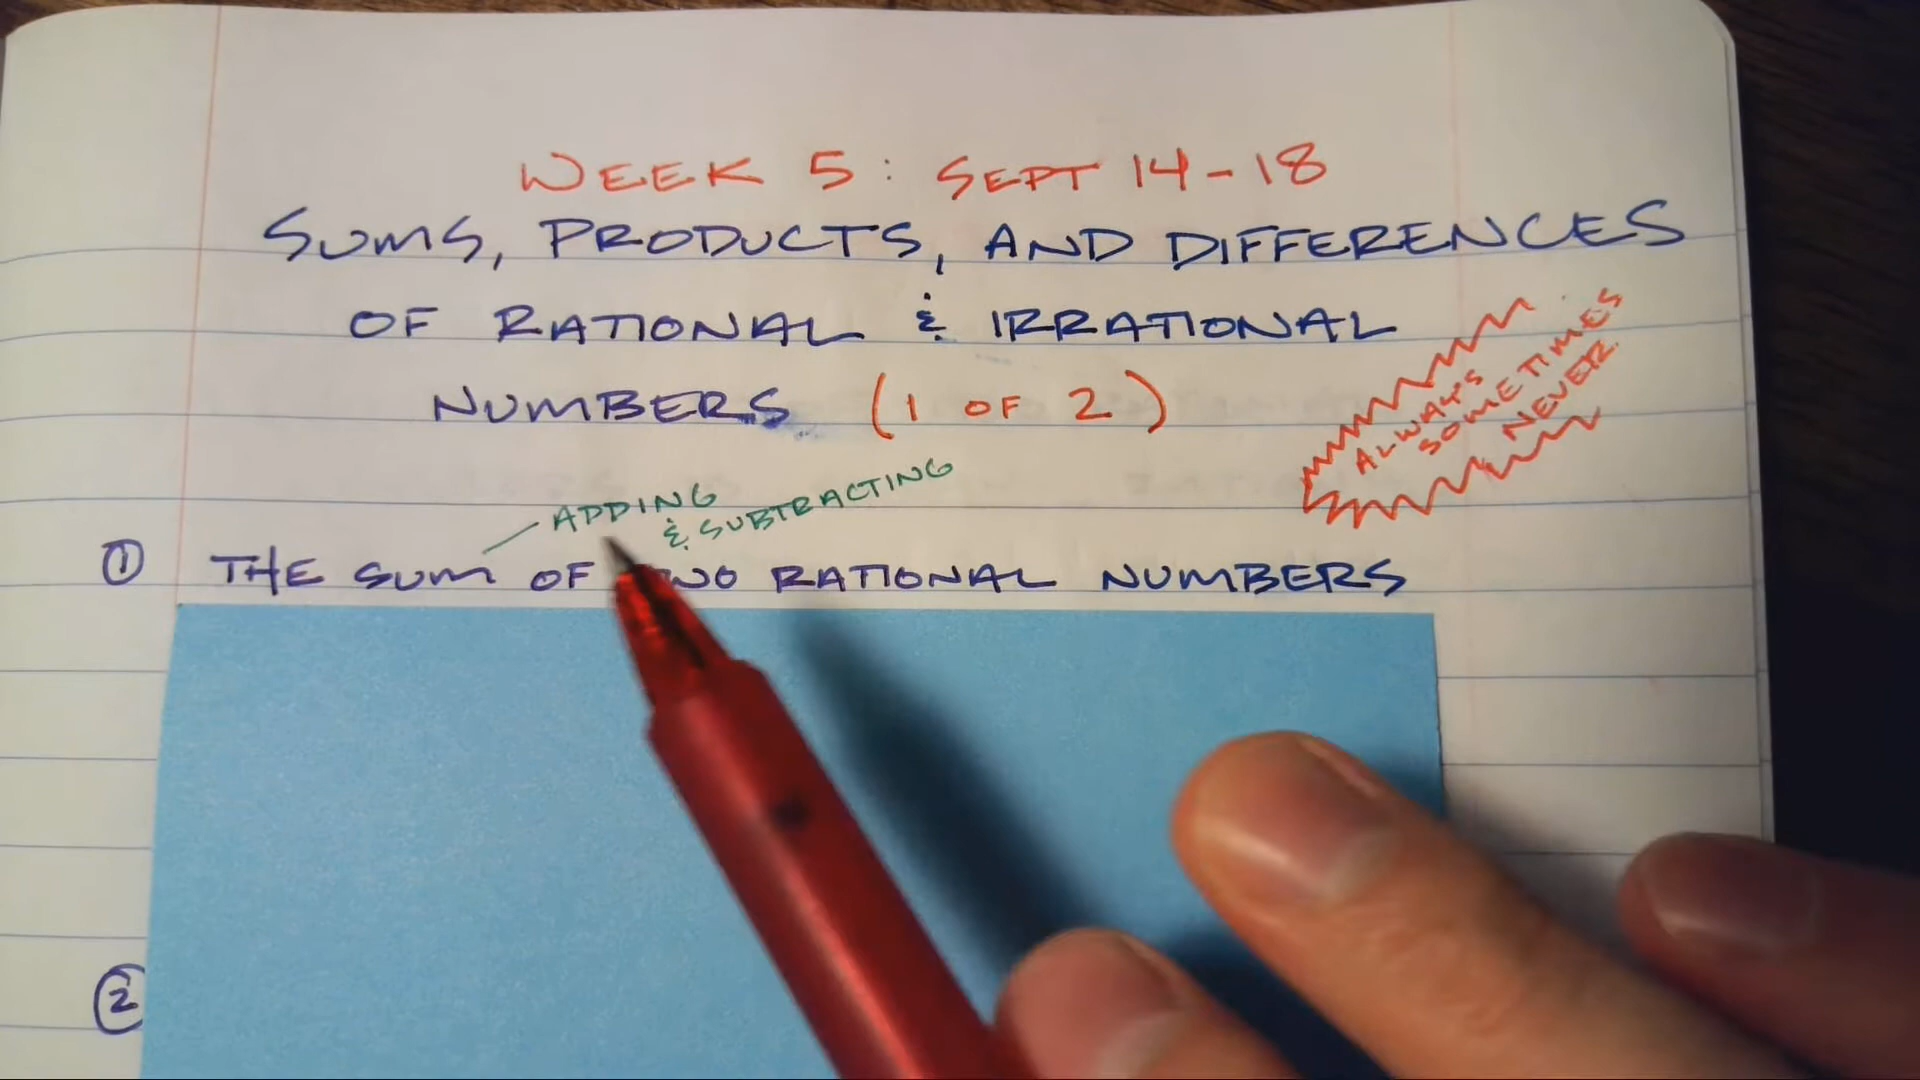 WEEK 5: SEPT 14-18
SUMS, PRODUCTS, AND DIFFERENCES
OF RATIONAL & IRRATIONAL
NUMBERS (1 OF 2)
ALWAYS
SOMETIMES
NEVER.
ADDING
& SUBTRACTING
① THE SUM OF RATIONAL NUMBERS
②